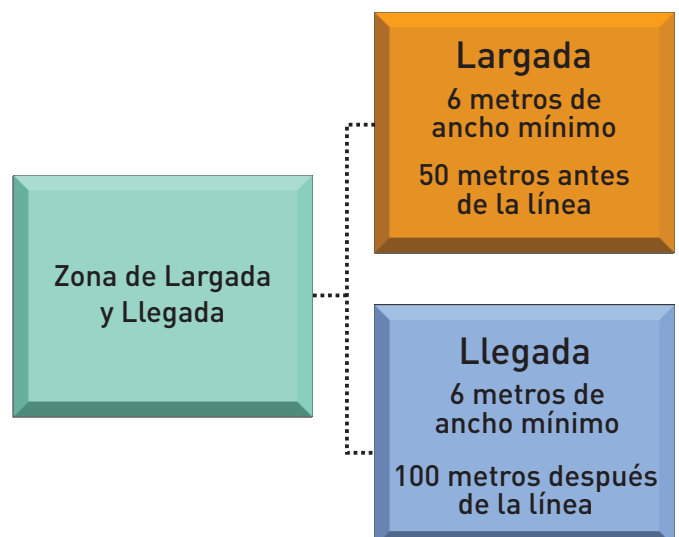 Zona de Largada
y Llegada
Largada
6 metros de
ancho mínimo
50 metros antes
de la línea
Llegada
6 metros de
ancho mínimo
100 metros después
de la línea